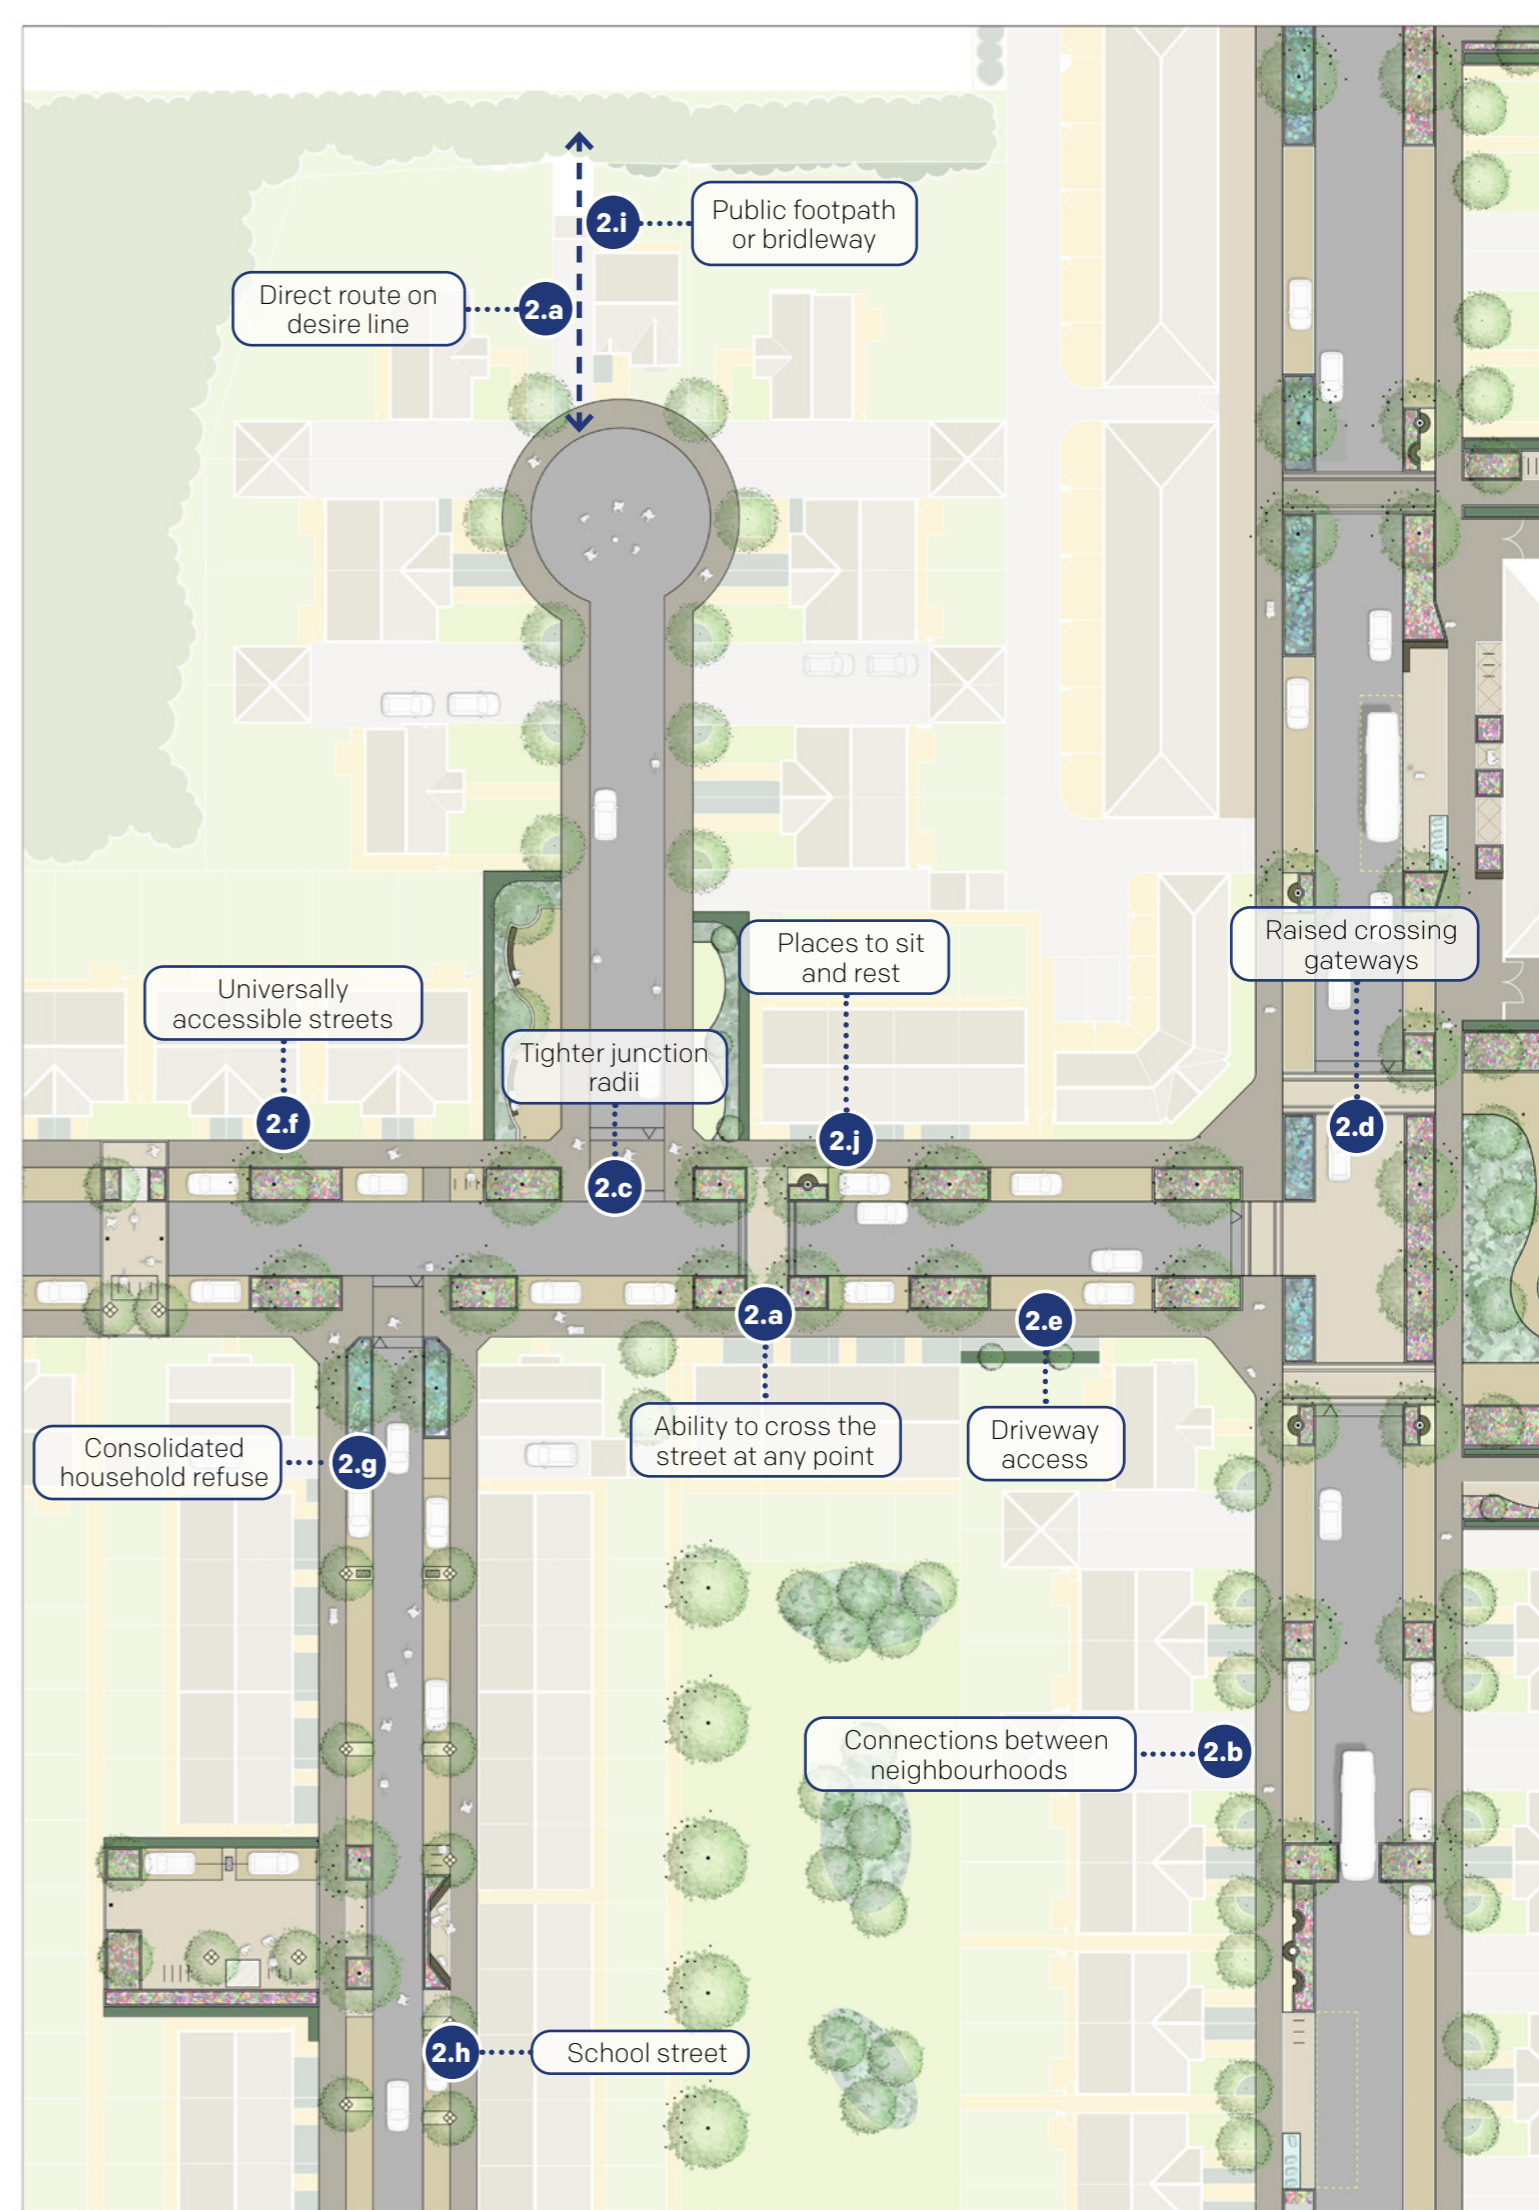 2.i
Public footpath
or bridleway
Direct route on
desire line
2.a
Places to sit
and rest
Raised crossing
gateways
Universally
accessible streets
Tighter junction
radii
2.f
2.j
2.d
2.c
2.a
2.e
Ability to cross the
street at any point
Driveway
access
Consolidated
household refuse
2.g
Connections between
neighbourhoods
2.b
2.h
School street